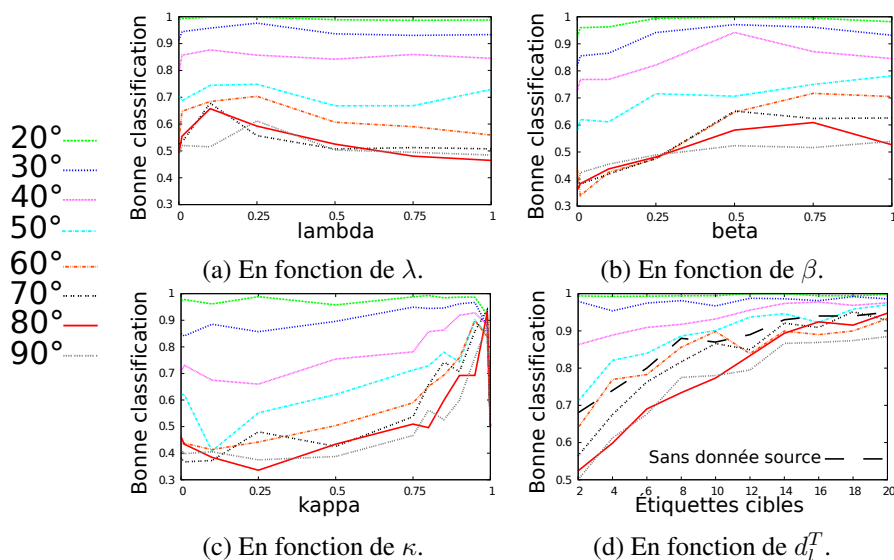 20°
30°
40°
50°
60°
70°
80°
90°
Bonne classification
1
0.9
0.8
0.7
0.6
0.5
0.4
0.3
0 0.25 0.5 0.75 1
lambda
(a) En fonction de λ.
Bonne classification
1
0.9
0.8
0.7
0.6
0.5
0.4
0.3
0 0.25 0.5 0.75 1
beta
(b) En fonction de β.
Bonne classification
1
0.9
0.8
0.7
0.6
0.5
0.4
0.3
0 0.25 0.5 0.75 1
kappa
(c) En fonction de κ.
Bonne classification
1
0.9
0.8
0.7
0.6
0.5
Sans donnée source
2 4 6 8 10 12 14 16 18 20
Étiquettes cibles
(d) En fonction de d_l^T.